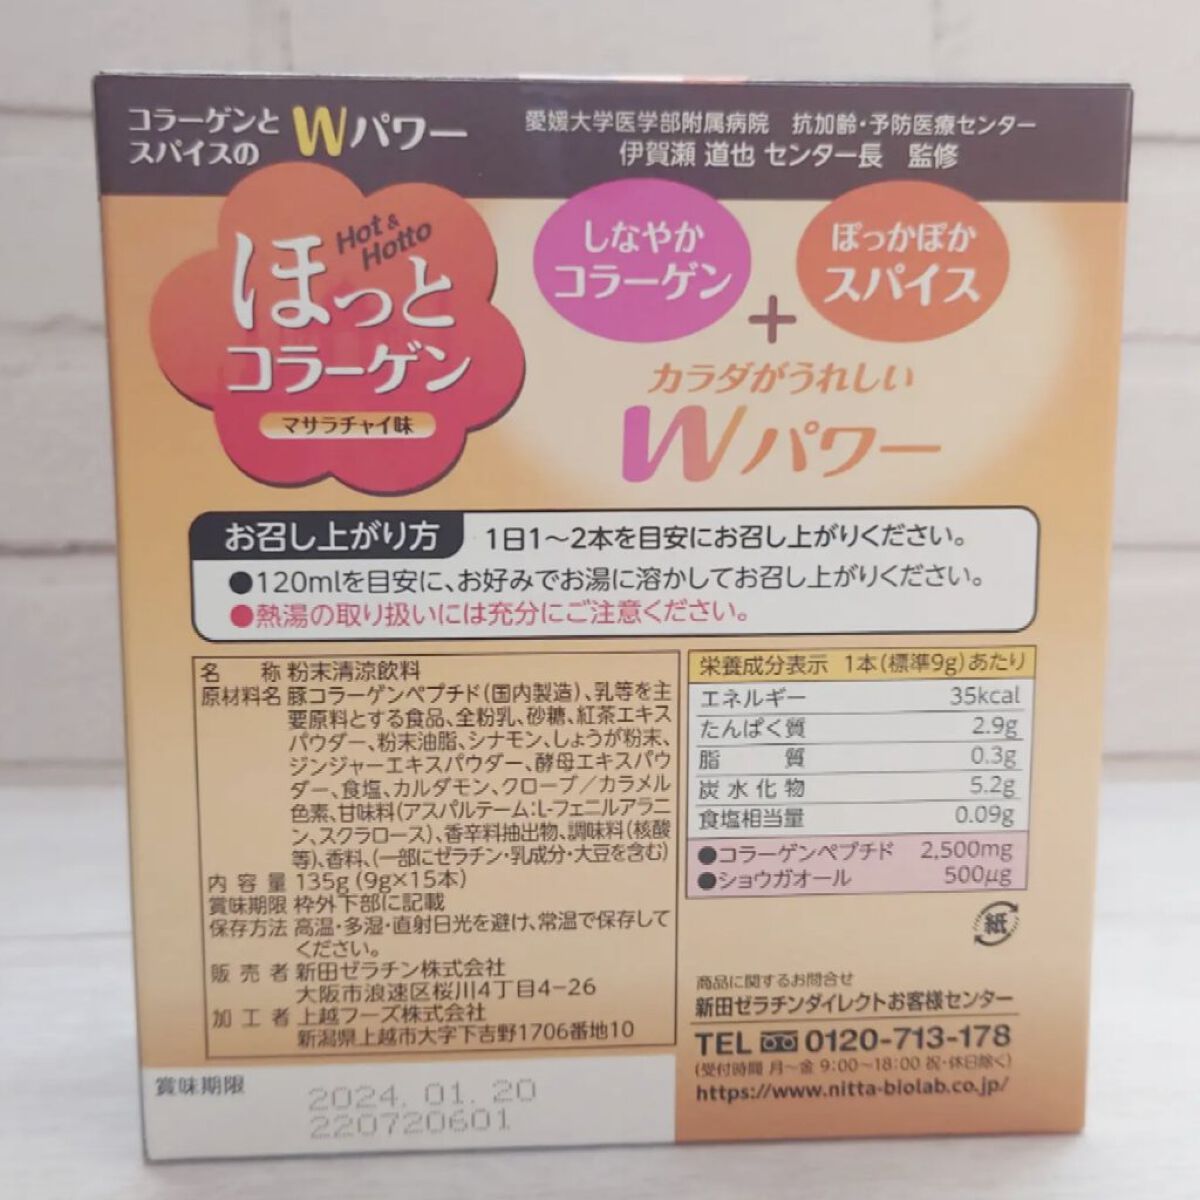 コラーゲンと
スパイスの Wパワー
愛媛大学医学部附属病院 抗加齢・予防医療センター
伊賀瀬 道也 センター長 監修
Hot &
Hotto
ほっと
コラーゲン
マサラチャイ味
しなやか
コラーゲン
+
ぽっかぽか
スパイス
カラダがうれしい
Wパワー
お召し上がり方 1日1～2本を目安にお召し上がりください。
●120mlを目安に、お好みでお湯に溶かしてお召し上がりください。
●熱湯の取り扱いには充分にご注意ください。
名称 粉末清涼飲料
原材料名 豚コラーゲンペプチド(国内製造)、乳等を主
要原料とする食品、全粉乳、砂糖、紅茶エキス
パウダー、粉末油脂、シナモン、しょうが粉末、
ジンジャーエキスパウダー、酵母エキスパウ
ダー、食塩、カルダモン、クローブ／カラメル
色素、甘味料(アスパルテーム:L-フェニルアラニ
ン、スクラロース)、香辛料抽出物、調味料(核酸
等)、香料、(一部にゼラチン・乳成分・大豆を含む)
内容量 135g (9g×15本)
賞味期限 枠外下部に記載
保存方法 高温・多湿・直射日光を避け、常温で保存して
ください。
販売者 新田ゼラチン株式会社
大阪市浪速区桜川4丁目4-26
加工者 上越フーズ株式会社
新潟県上越市大字下吉野1706番地10
栄養成分表示 1本(標準9g)あたり
エネルギー 35kcal
たんぱく質 2.9g
脂質 0.3g
炭水化物 5.2g
食塩相当量 0.09g
●コラーゲンペプチド 2,500mg
●ショウガオール 500μg
紙
商品に関するお問合せ
新田ゼラチンダイレクトお客様センター
TEL 0120-713-178
(受付時間 月～金 9:00～18:00 祝・休日除く)
https://www.nitta-biolab.co.jp/
賞味期限
2024.01.20
220720601